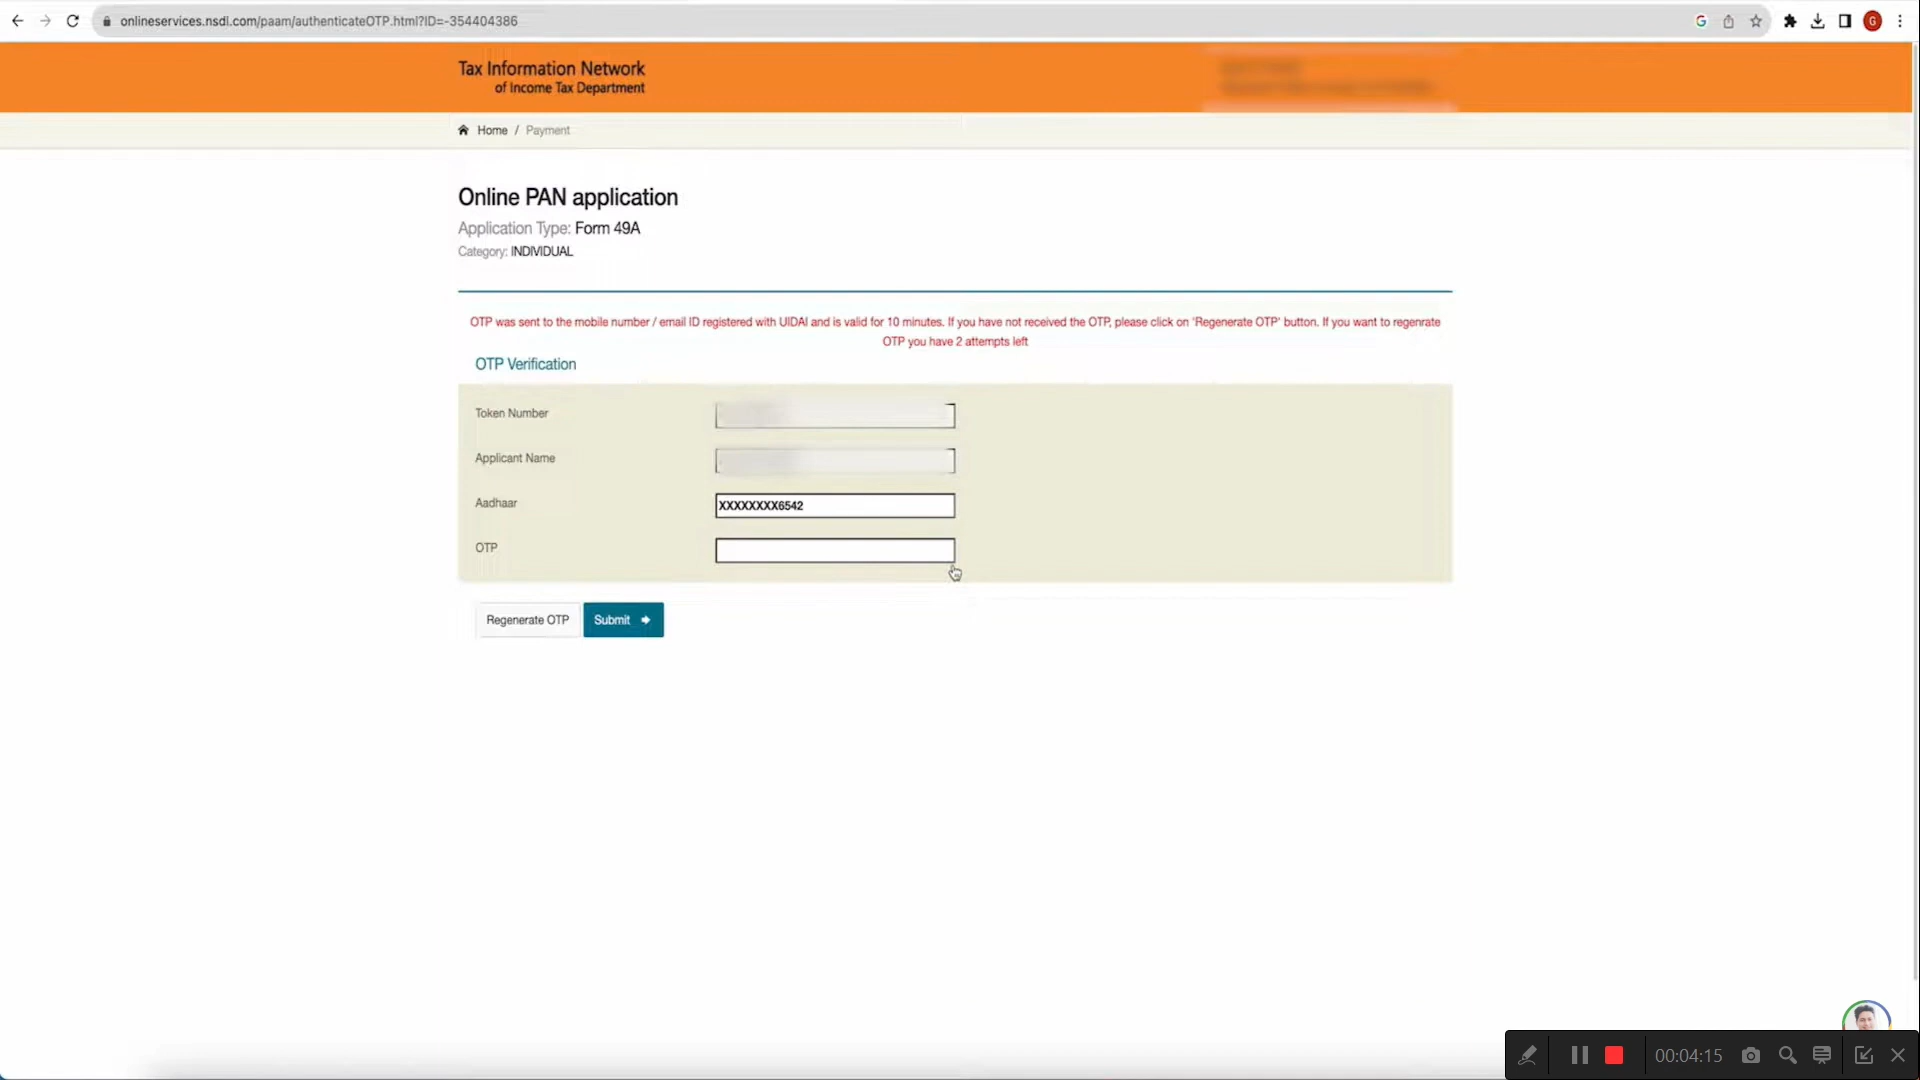 onlineservices.nsdl.com/paam/authenticateOTP.html?ID=-354404386
G
G
Tax Information Network
of Income Tax Department
Home / Payment
Online PAN application
Application Type: Form 49A
Category: INDIVIDUAL
OTP was sent to the mobile number / email ID registered with UIDAI and is valid for 10 minutes. If you have not received the OTP, please click on 'Regenerate OTP' button. If you want to regenrate
OTP you have 2 attempts left
OTP Verification
Token Number
Applicant Name
Aadhaar XXXXXXXX6542
OTP
Regenerate OTP Submit
00:04:15